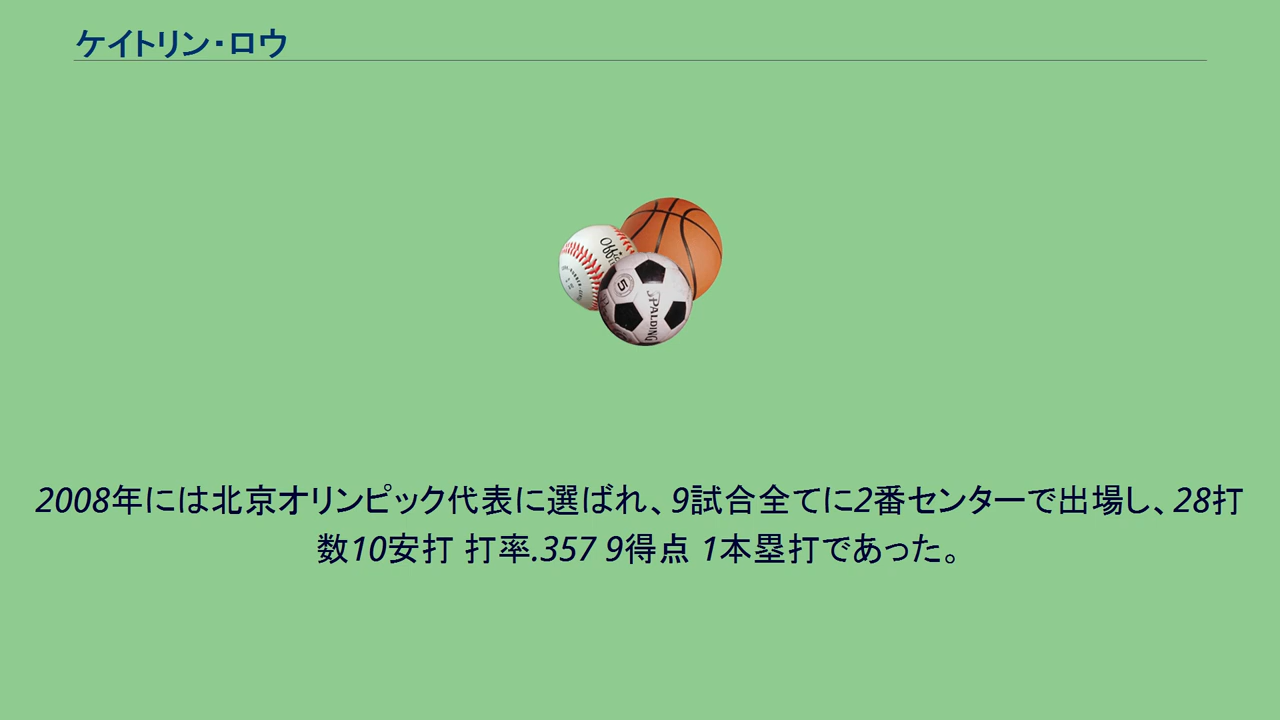 ケイトリン・ロウ
5
SPALDING
2008年には北京オリンピック代表に選ばれ、9試合全てに2番センターで出場し、28打
数10安打 打率.357 9得点 1本塁打であった。